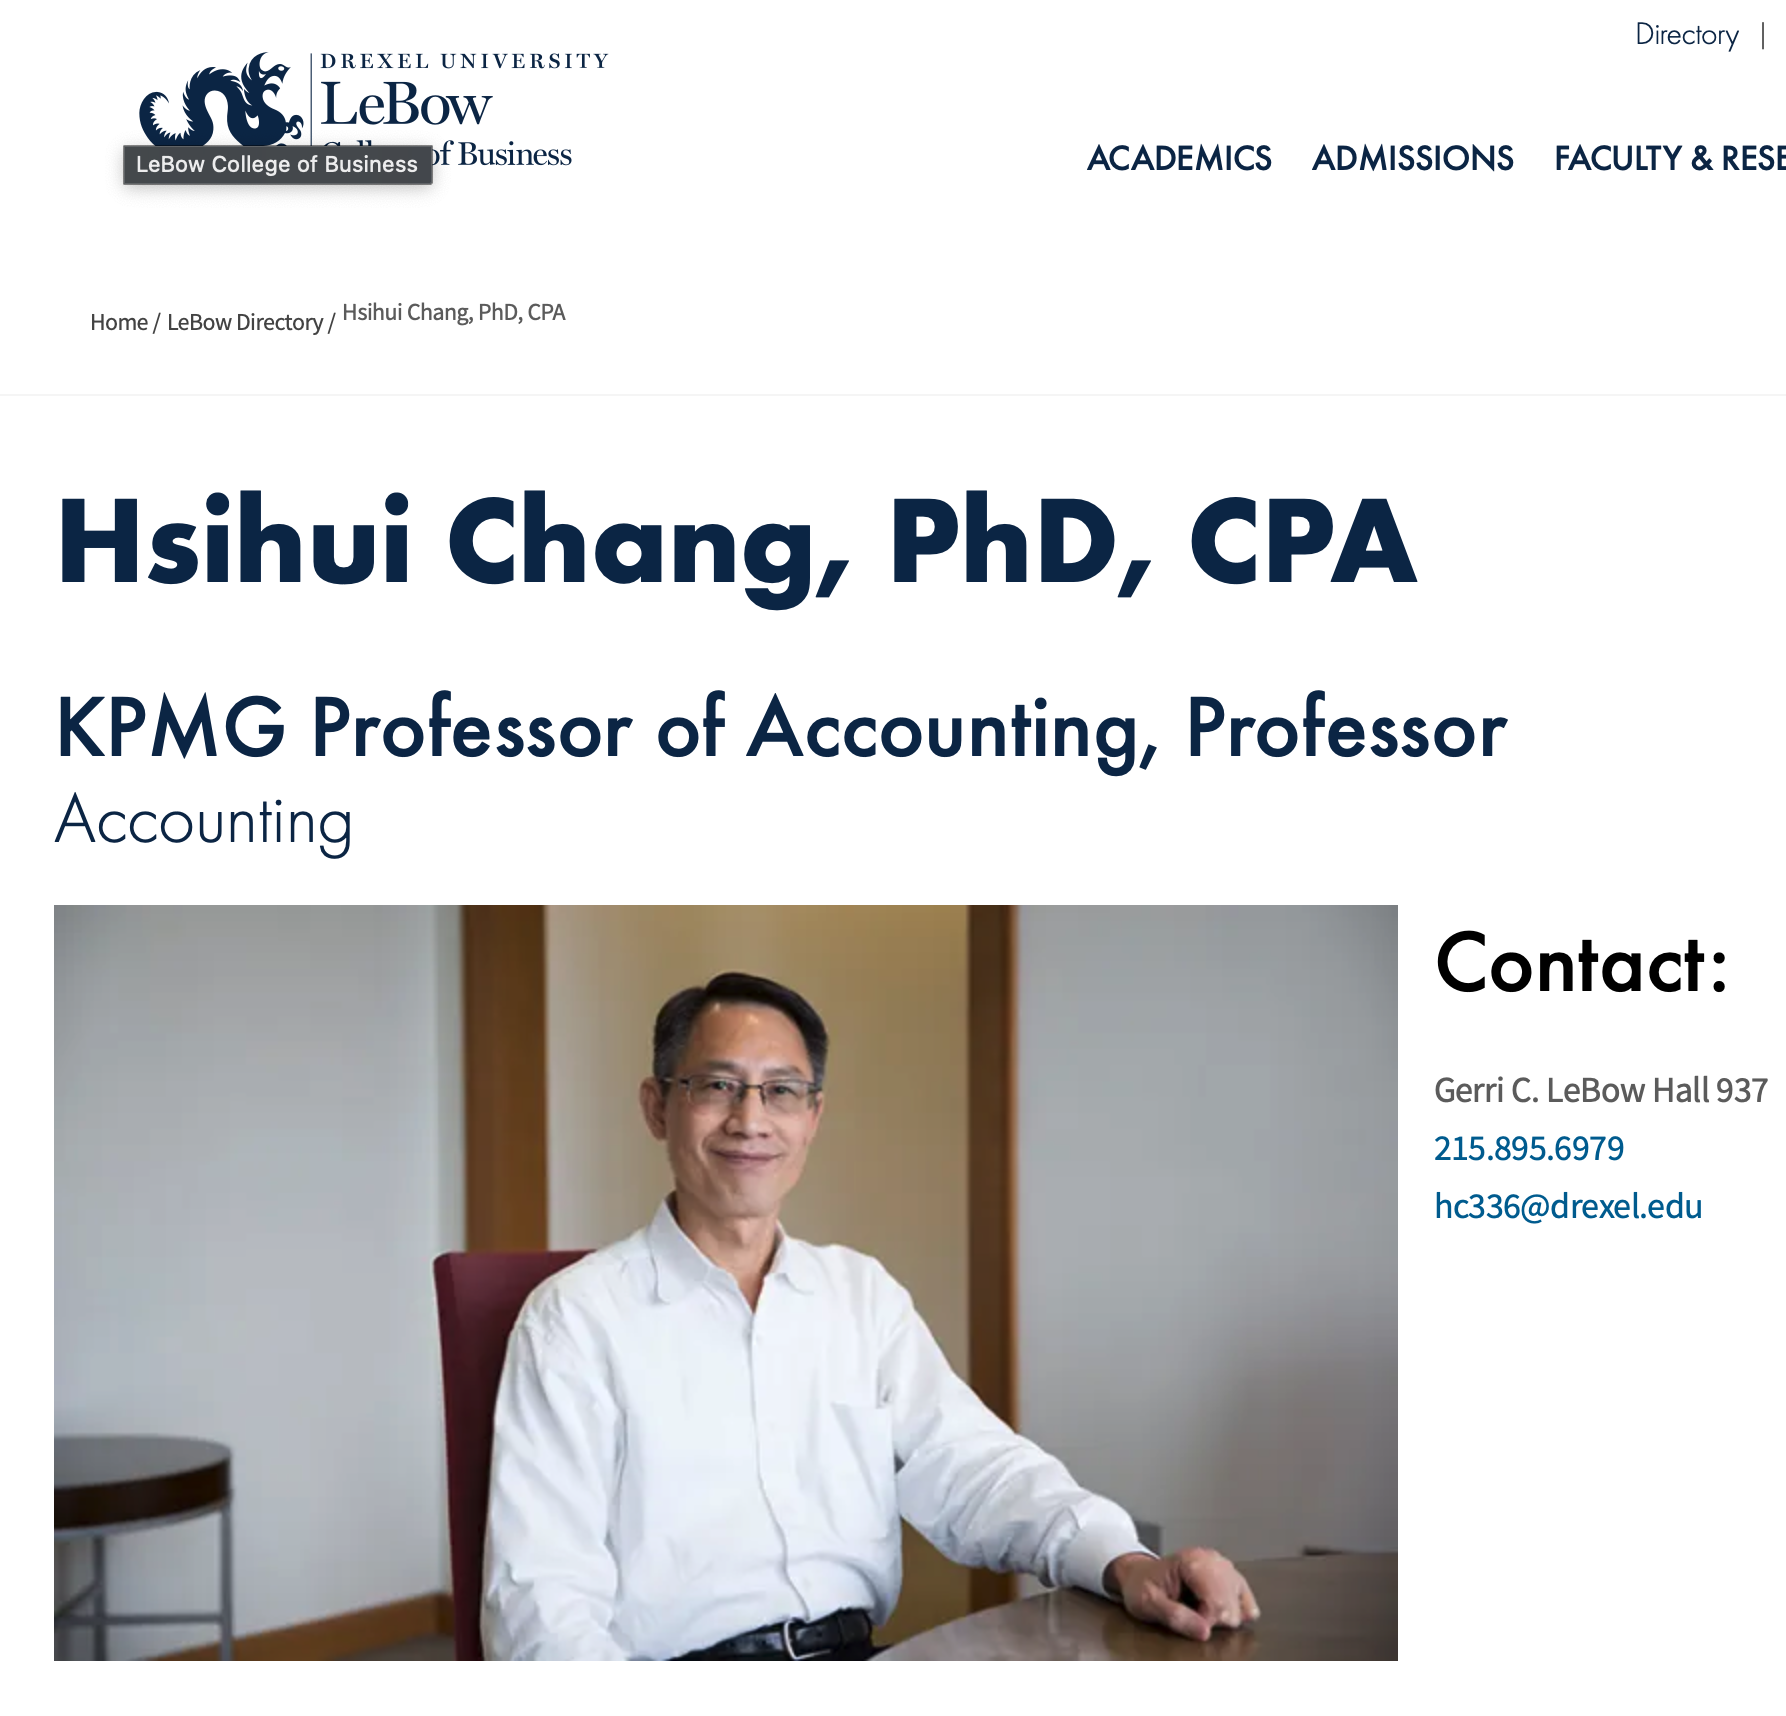 Directory |
DREXEL UNIVERSITY
LeBow
of Business
LeBow College of Business
ACADEMICS ADMISSIONS FACULTY &
Home / LeBow Directory / Hsihui Chang, PhD, CPA
Hsihui Chang, PhD, CPA
KPMG Professor of Accounting, Professor
Accounting
Contact:
Gerri C. LeBow Hall 937
215.895.6979
hc336@drexel.edu